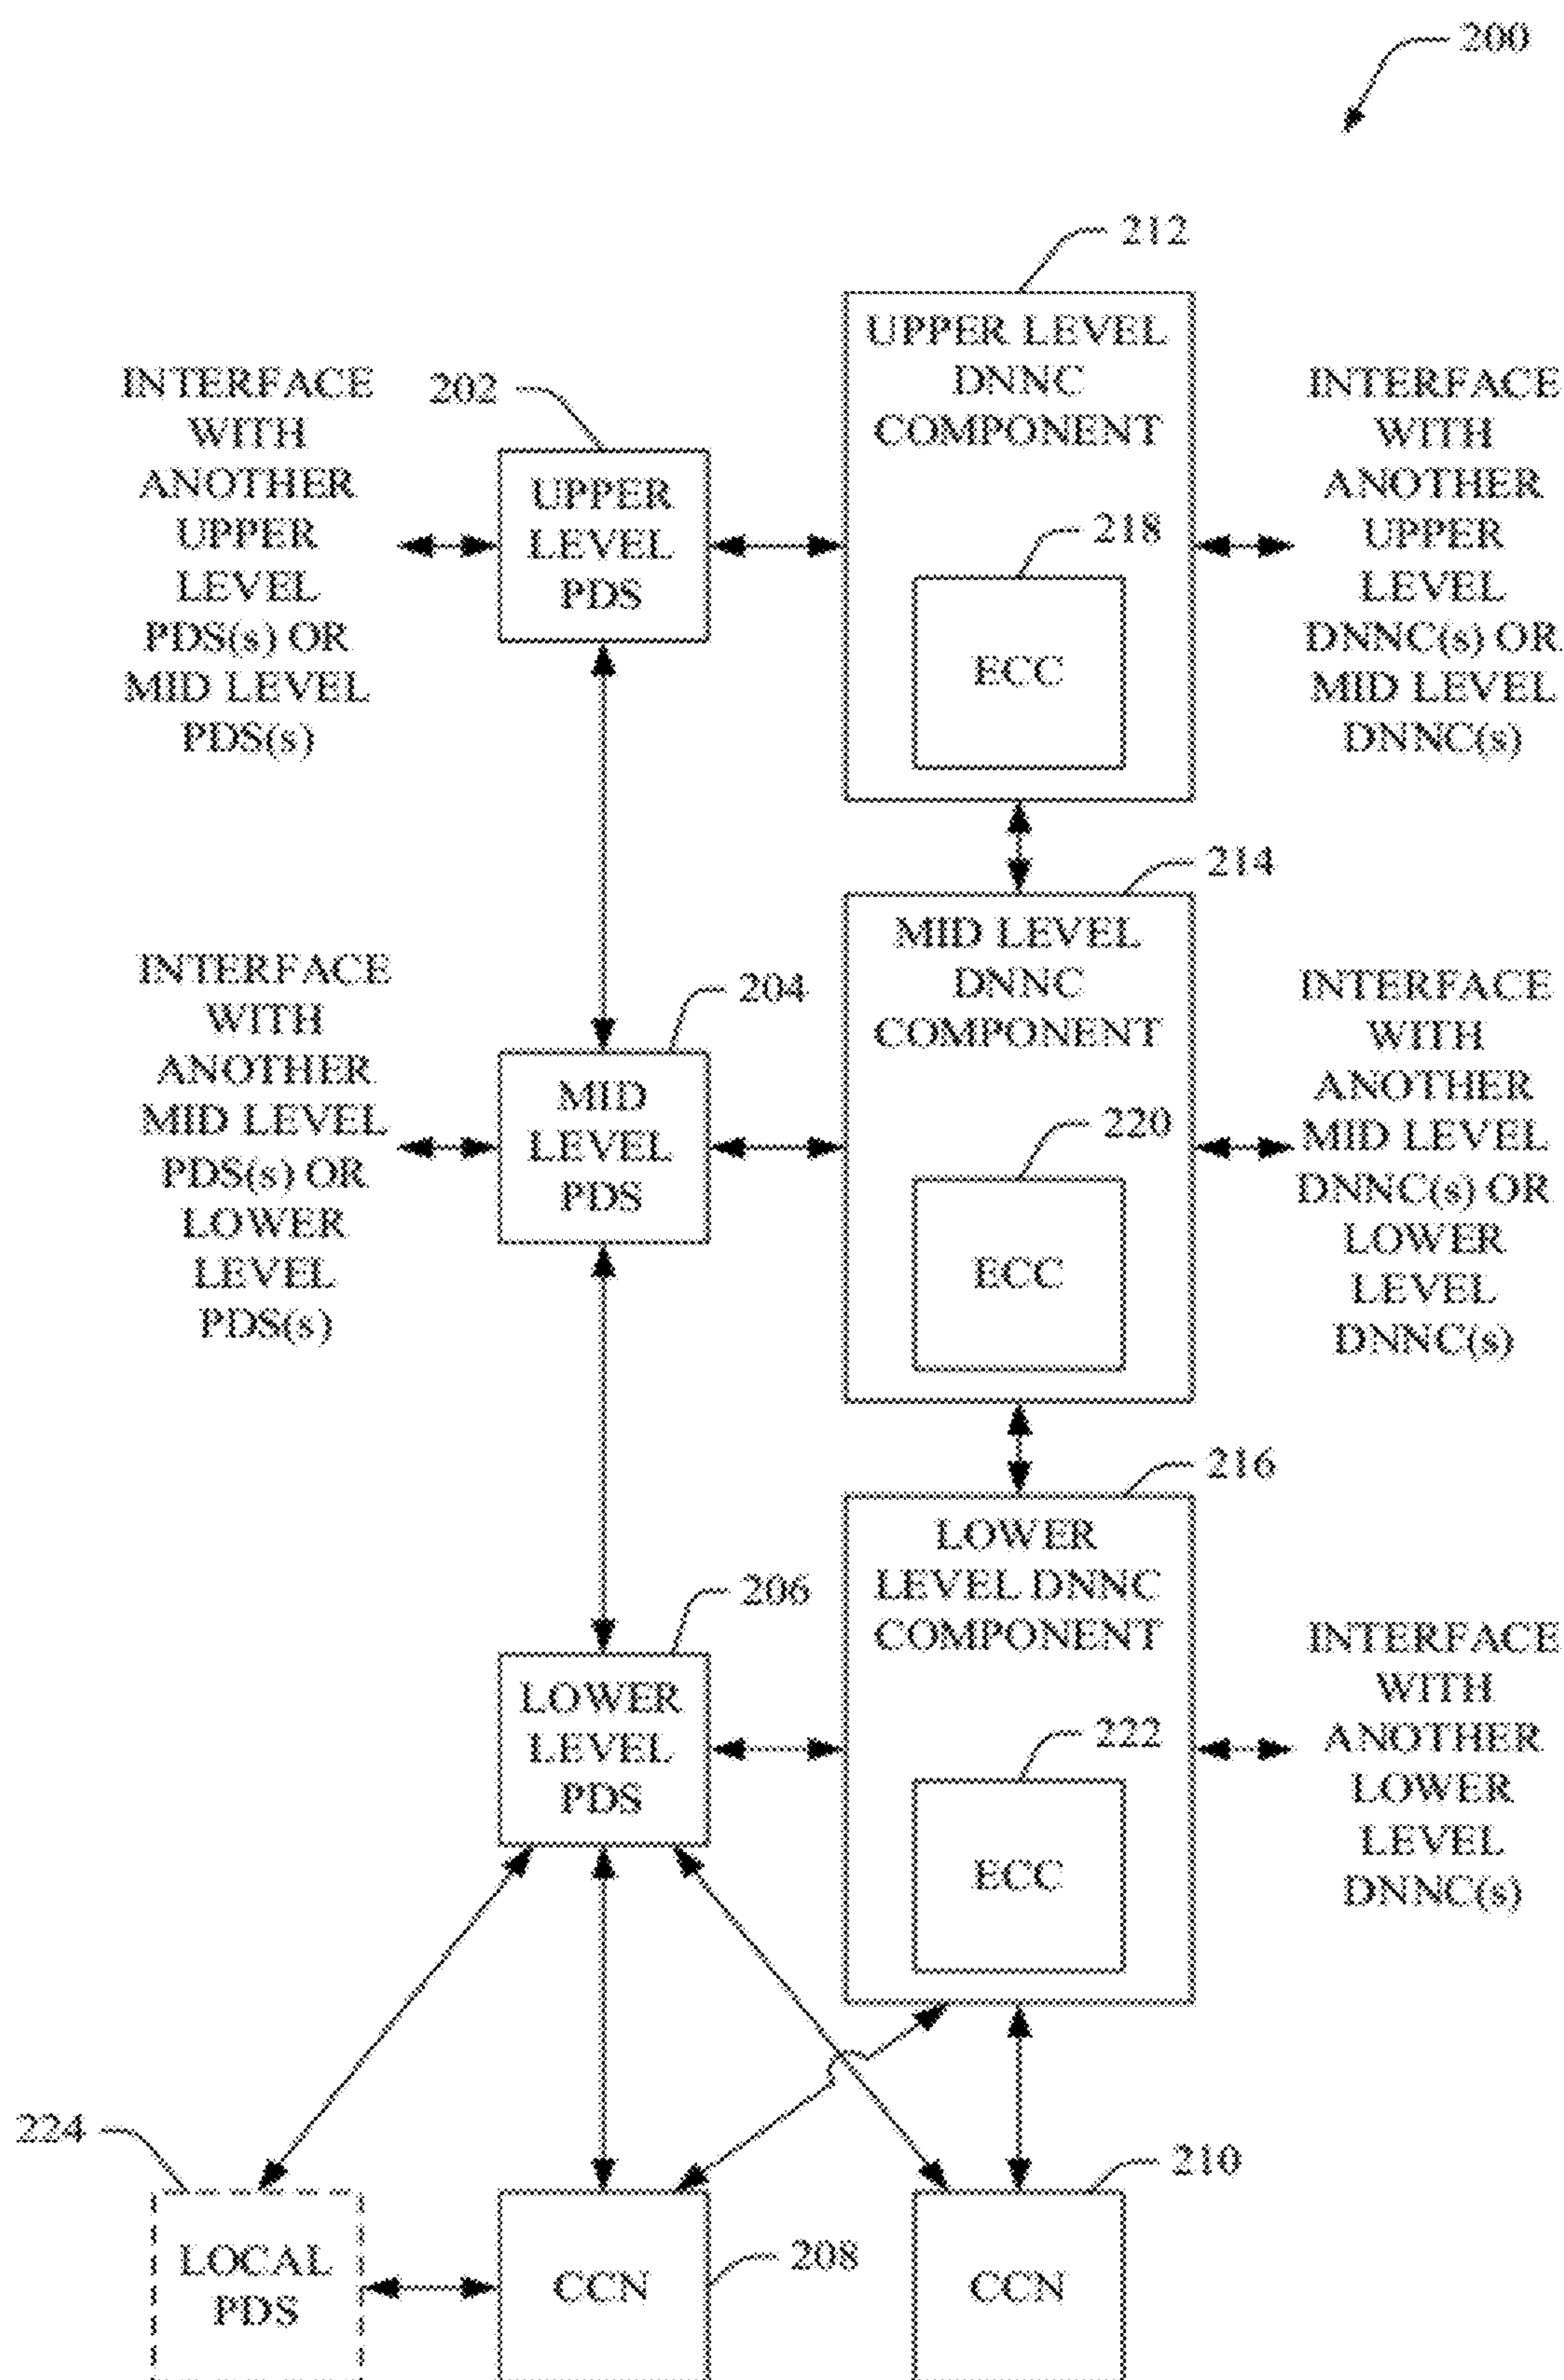 200
212
UPPER LEVEL
DNNC
COMPONENT
INTERFACE
WITH
ANOTHER
UPPER
LEVEL
PDS(s) OR
MID LEVEL
PDS(s)
202
UPPER
LEVEL
PDS
218
ECC
INTERFACE
WITH
ANOTHER
UPPER
LEVEL
DNNC(s) OR
MID LEVEL
DNNC(s)
214
MID LEVEL
DNNC
COMPONENT
INTERFACE
WITH
ANOTHER
MID LEVEL
PDS(s) OR
LOWER
LEVEL
PDS(s)
204
MID
LEVEL
PDS
220
ECC
INTERFACE
WITH
ANOTHER
MID LEVEL
DNNC(s) OR
LOWER
LEVEL
DNNC(s)
216
LOWER
LEVEL DNNC
COMPONENT
206
LOWER
LEVEL
PDS
222
ECC
INTERFACE
WITH
ANOTHER
LOWER
LEVEL
DNNC(s)
224
LOCAL
PDS
CCN
208
210
CCN